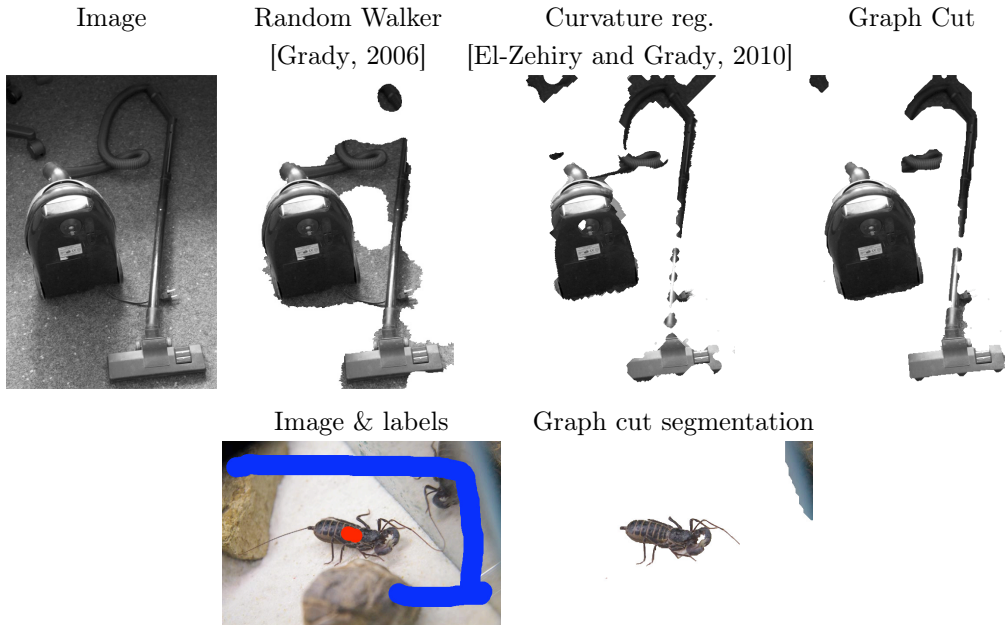 Image
Random Walker
[Grady, 2006]
Curvature reg.
[El-Zehiry and Grady, 2010]
Graph Cut
Image & labels
Graph cut segmentation